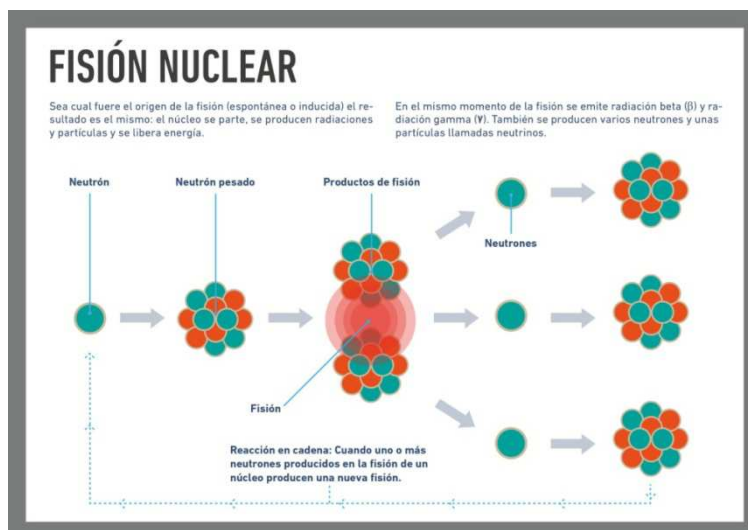 FISIÓN NUCLEAR
Sea cual fuere el origen de la fisión (espontánea o inducida) el re-
sultado es el mismo: el núcleo se parte, se producen radiaciones
y partículas y se libera energía.
En el mismo momento de la fisión se emite radiación beta (β) y ra-
diación gamma (γ). También se producen varios neutrones y unas
partículas llamadas neutrinos.
Neutrón
Neutrón pesado
Productos de fisión
Neutrones
Fisión
Reacción en cadena: Cuando uno o más
neutrones producidos en la fisión de un
núcleo producen una nueva fisión.